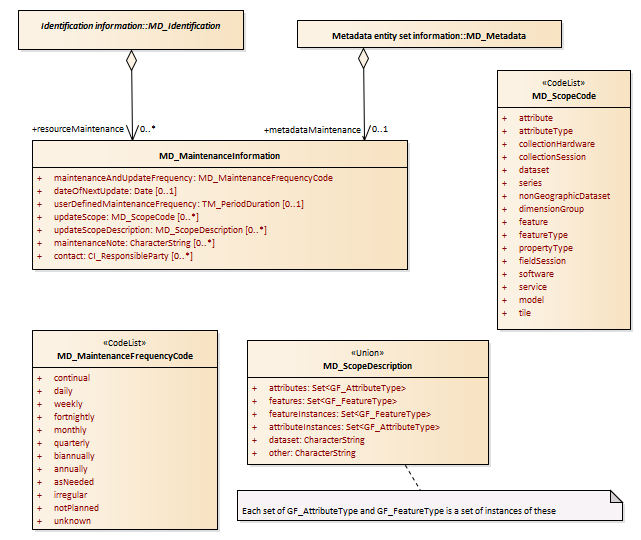 Identification information::MD_Identification
Metadata entity set information::MD_Metadata
+resourceMaintenance 0..*
+metadataMaintenance 0..1
MD_MaintenanceInformation
+ maintenanceAndUpdateFrequency: MD_MaintenanceFrequencyCode
+ dateOfNextUpdate: Date [0..1]
+ userDefinedMaintenanceFrequency: TM_PeriodDuration [0..1]
+ updateScope: MD_ScopeCode [0..*]
+ updateScopeDescription: MD_ScopeDescription [0..*]
+ maintenanceNote: CharacterString [0..*]
+ contact: CI_ResponsibleParty [0..*]
«CodeList»
MD_ScopeCode
+ attribute
+ attributeType
+ collectionHardware
+ collectionSession
+ dataset
+ series
+ nonGeographicDataset
+ dimensionGroup
+ feature
+ featureType
+ propertyType
+ fieldSession
+ software
+ service
+ model
+ tile
«CodeList»
MD_MaintenanceFrequencyCode
+ continual
+ daily
+ weekly
+ fortnightly
+ monthly
+ quarterly
+ biannually
+ annually
+ asNeeded
+ irregular
+ notPlanned
+ unknown
«Union»
MD_ScopeDescription
+ attributes: Set<GF_AttributeType>
+ features: Set<GF_FeatureType>
+ featureInstances: Set<GF_FeatureType>
+ attributeInstances: Set<GF_AttributeType>
+ dataset: CharacterString
+ other: CharacterString
Each set of GF_AttributeType and GF_FeatureType is a set of instances of these